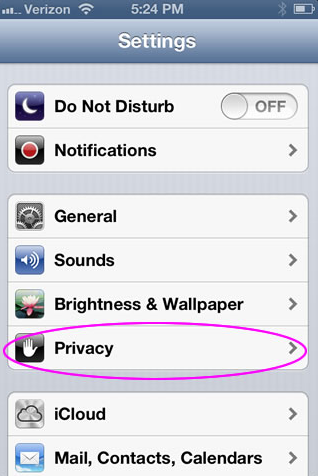 Verizon 5:24 PM
Settings
Do Not Disturb OFF
Notifications
General
Sounds
Brightness & Wallpaper
Privacy
iCloud
Mail, Contacts, Calendars